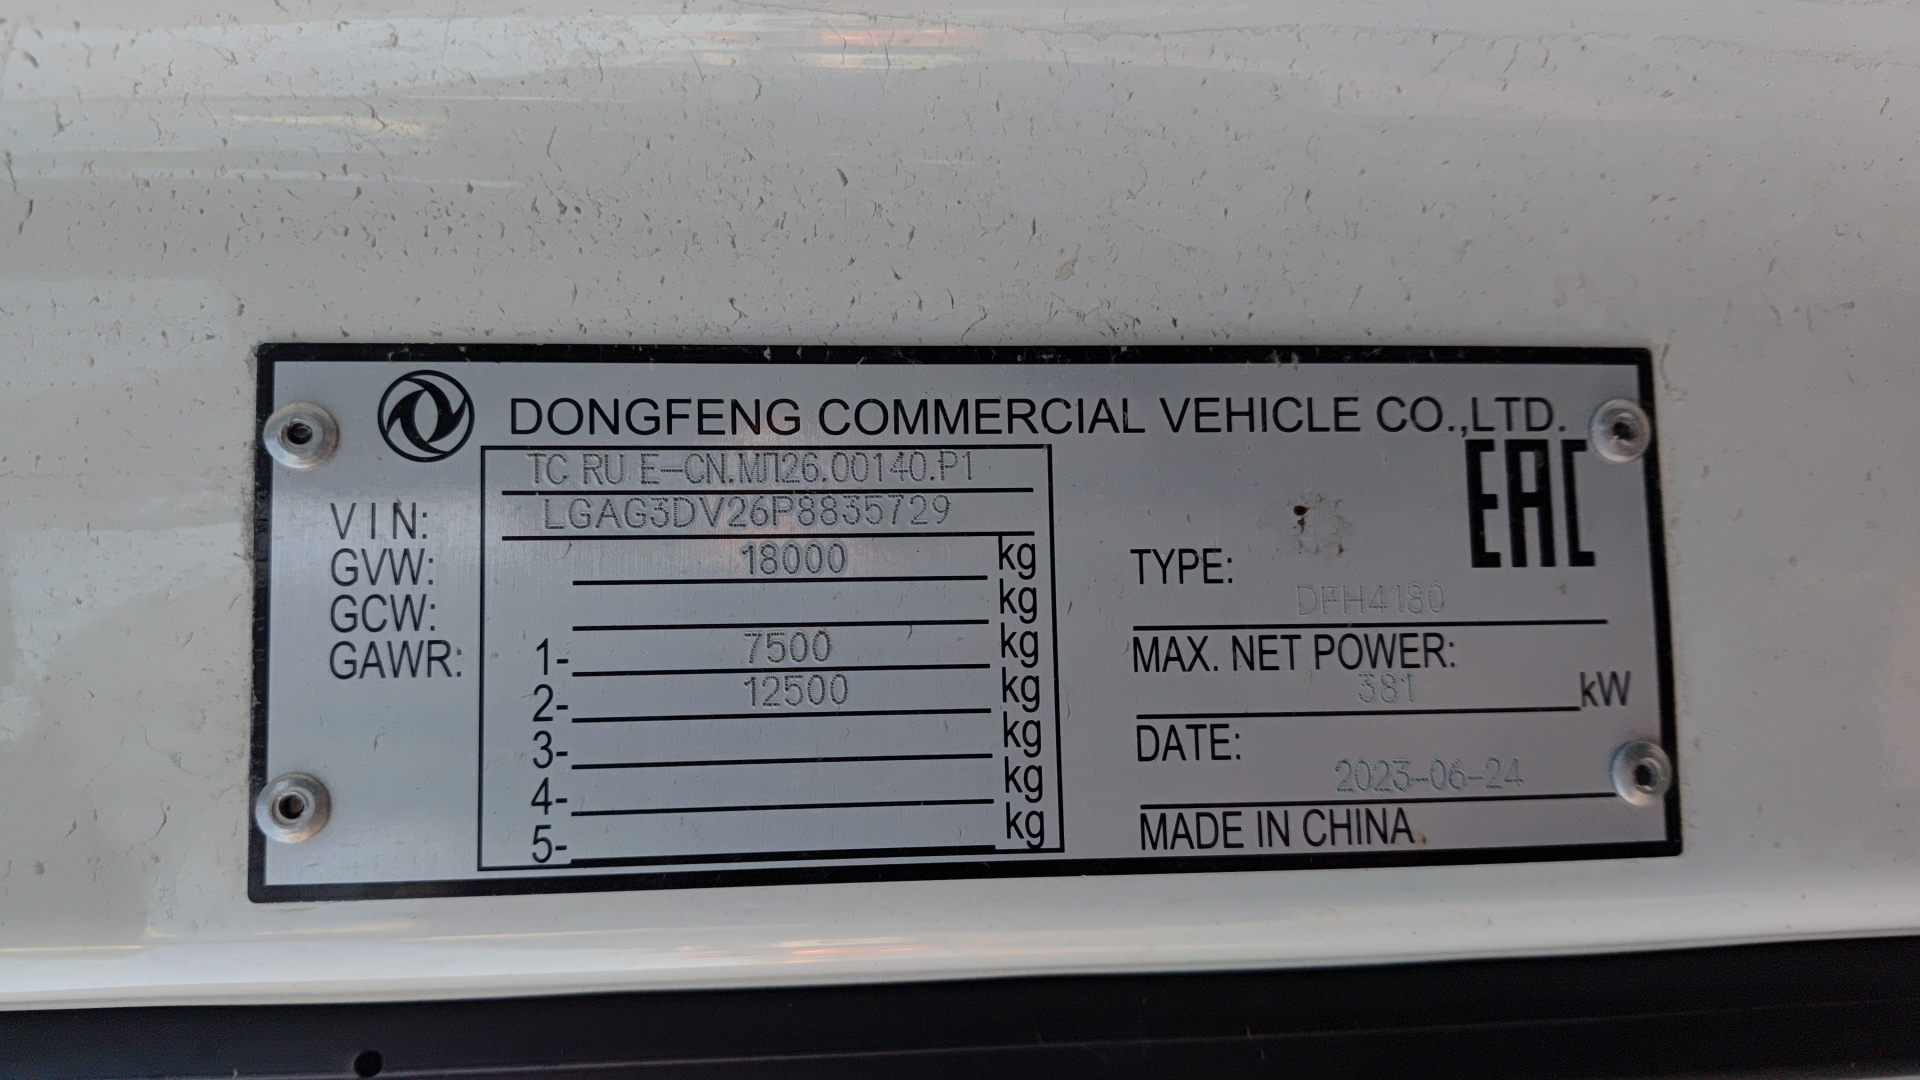 DONGFENG COMMERCIAL VEHICLE CO.,LTD.
EAC
TC RU E-CN.МТ26.00140.P1
VIN: LGAG3DV26P8835729
GVW: 18000 kg
GCW: kg
GAWR: 1- 7500 kg
2- 12500 kg
3- kg
4- kg
5- kg
TYPE:
DFH4180
MAX. NET POWER:
381 kW
DATE:
2023-06-24
MADE IN CHINA